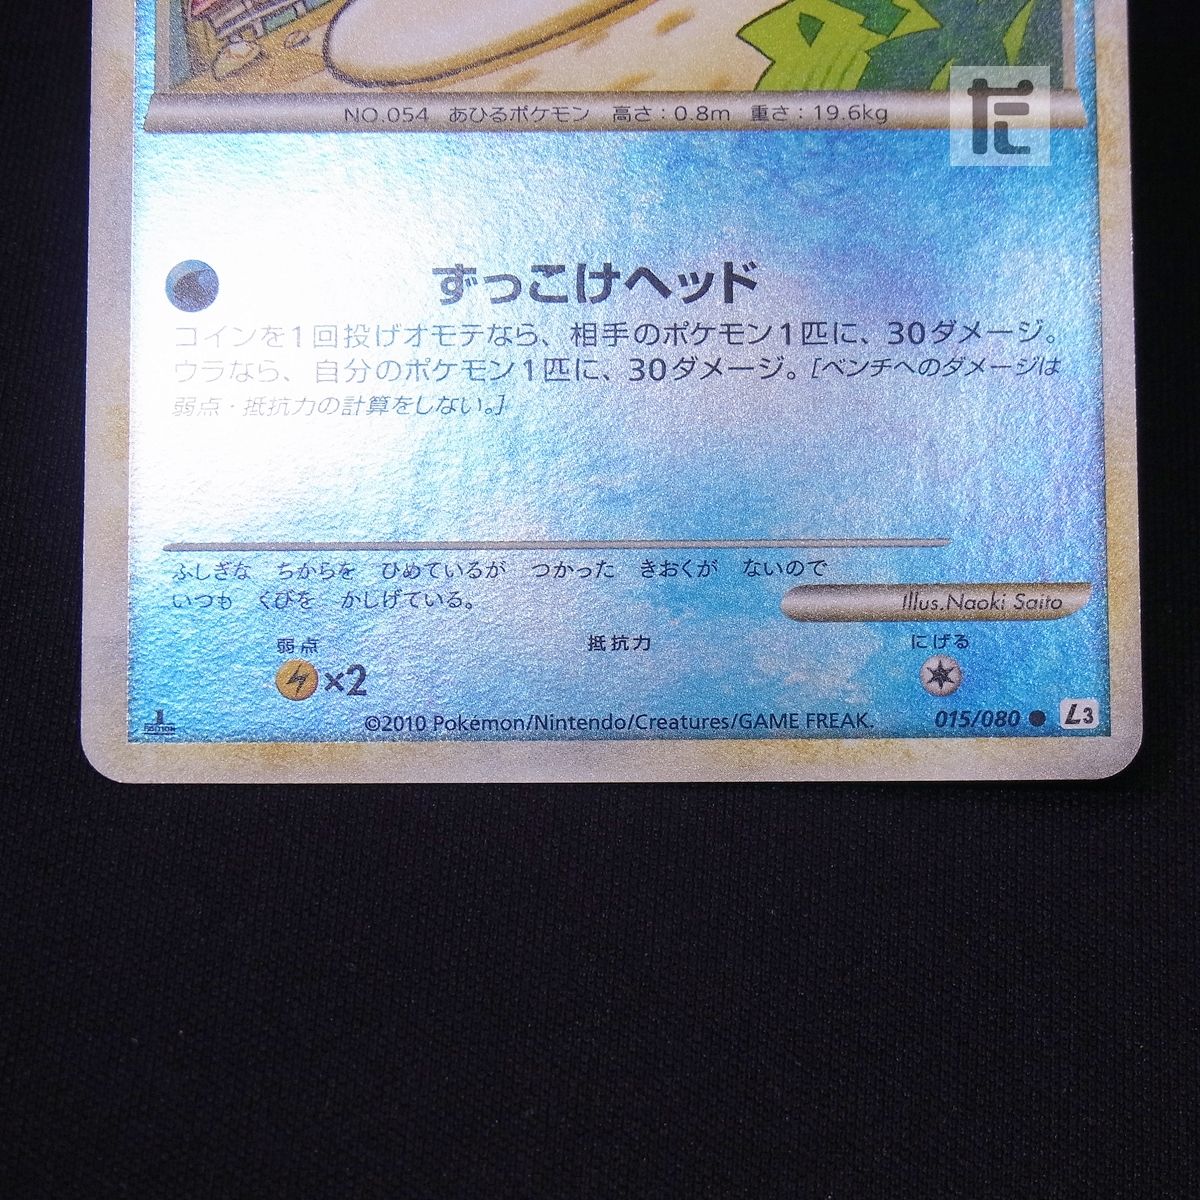 NO.054 あひるポケモン 高さ：0.8m 重さ：19.6kg
ずっこけヘッド
コインを1回投げオモテなら、相手のポケモン1匹に、30ダメージ。
ウラなら、自分のポケモン1匹に、30ダメージ。[ベンチへのダメージは
弱点・抵抗力の計算をしない。]
ふしぎな ちからを ひめているが つかった きおくが ないので
いつも くびを かしげている。
Illus.Naoki Saito
弱点 抵抗力 にげる
×2
1 EDITION ©2010 Pokémon/Nintendo/Creatures/GAME FREAK. 015/080 ● L3